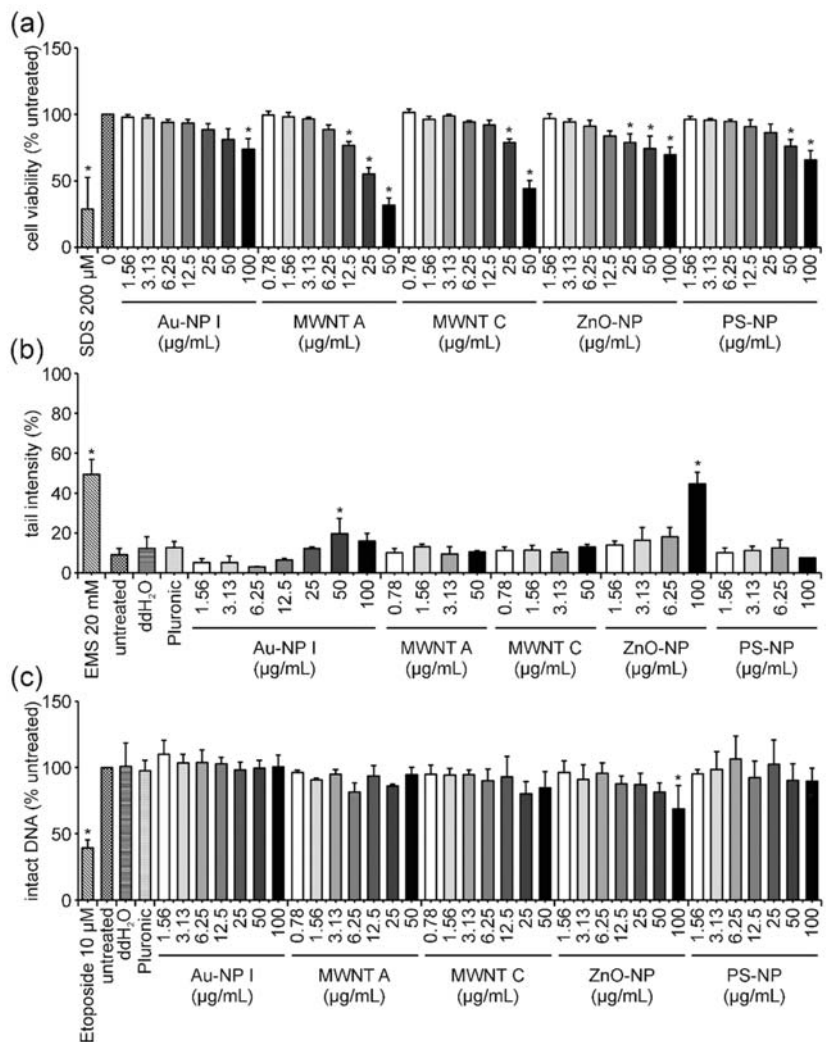 (a)
cell viability (% untreated)
150
100
50
0
* * * * * * * * * * * * *
SDS 200 µM 0 1.56 3.13 6.25 12.5 25 50 100 0.78 1.56 3.13 6.25 12.5 25 50 0.78 1.56 3.13 6.25 12.5 25 50 1.56 3.13 6.25 12.5 25 50 100 1.56 3.13 6.25 12.5 25 50 100
Au-NP I MWNT A MWNT C ZnO-NP PS-NP
(µg/mL) (µg/mL) (µg/mL) (µg/mL) (µg/mL)
(b)
tail intensity (%)
100
80
60
40
20
0
* * *
EMS 20 mM untreated ddH₂O Pluronic 1.56 3.13 6.25 12.5 25 50 100 0.78 1.56 3.13 50 0.78 1.56 3.13 50 1.56 3.13 6.25 100 1.56 3.13 6.25 100
Au-NP I MWNT A MWNT C ZnO-NP PS-NP
(µg/mL) (µg/mL) (µg/mL) (µg/mL) (µg/mL)
(c)
intact DNA (% untreated)
150
100
50
0
* *
Etoposide 10 µM untreated ddH₂O Pluronic 1.56 3.13 6.25 12.5 25 50 100 0.78 1.56 3.13 6.25 12.5 25 50 0.78 1.56 3.13 6.25 12.5 25 50 1.56 3.13 6.25 12.5 25 50 100 1.56 3.13 6.25 12.5 25 50 100
Au-NP I MWNT A MWNT C ZnO-NP PS-NP
(µg/mL) (µg/mL) (µg/mL) (µg/mL) (µg/mL)